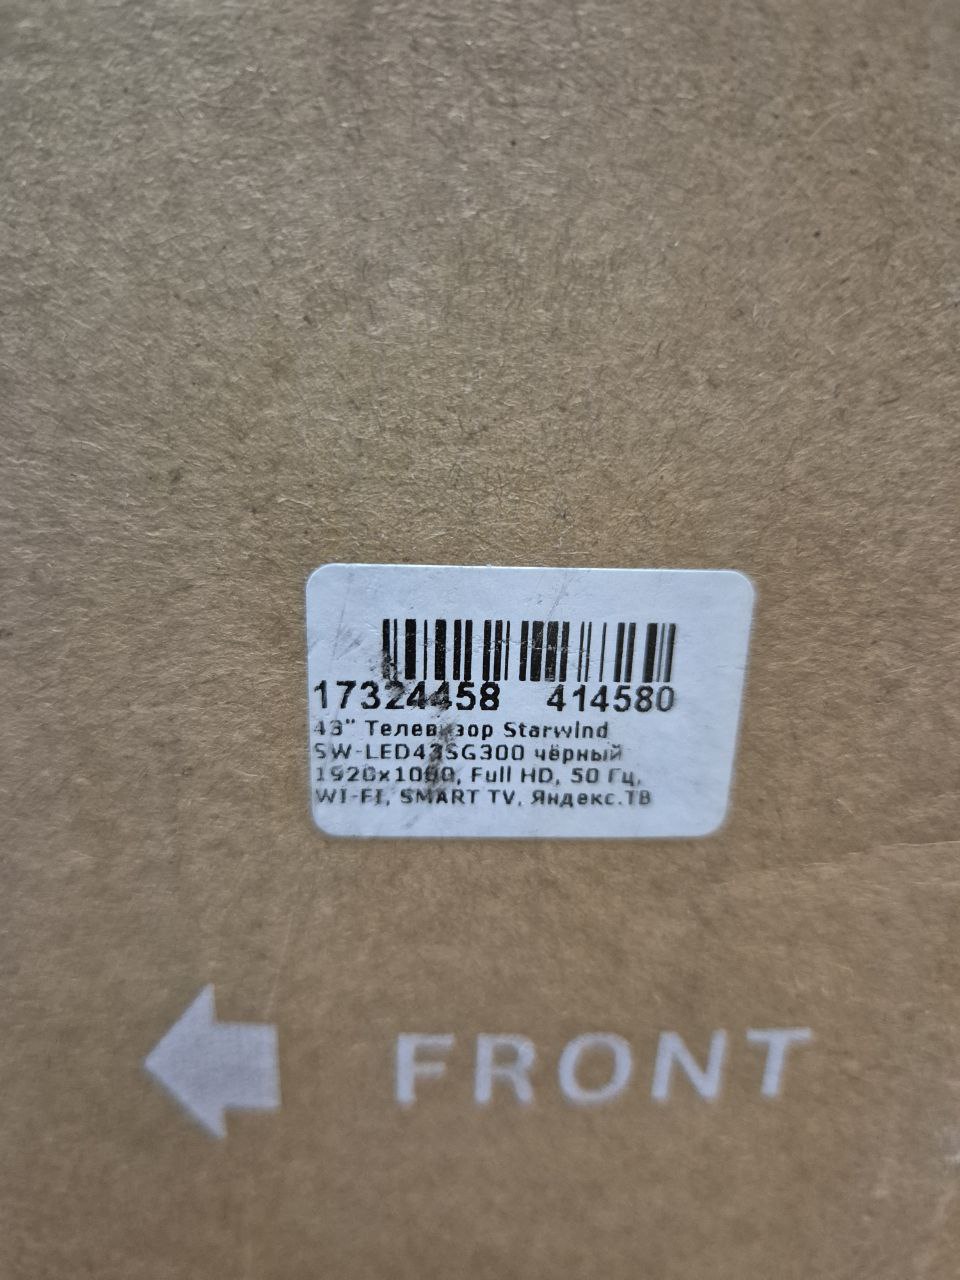 17324458 414580
43" Телевизор Starwind
SW-LED43SG300 чёрный
1920x1080, Full HD, 50 Гц,
WI-FI, SMART TV, Яндекс.ТВ
FRONT